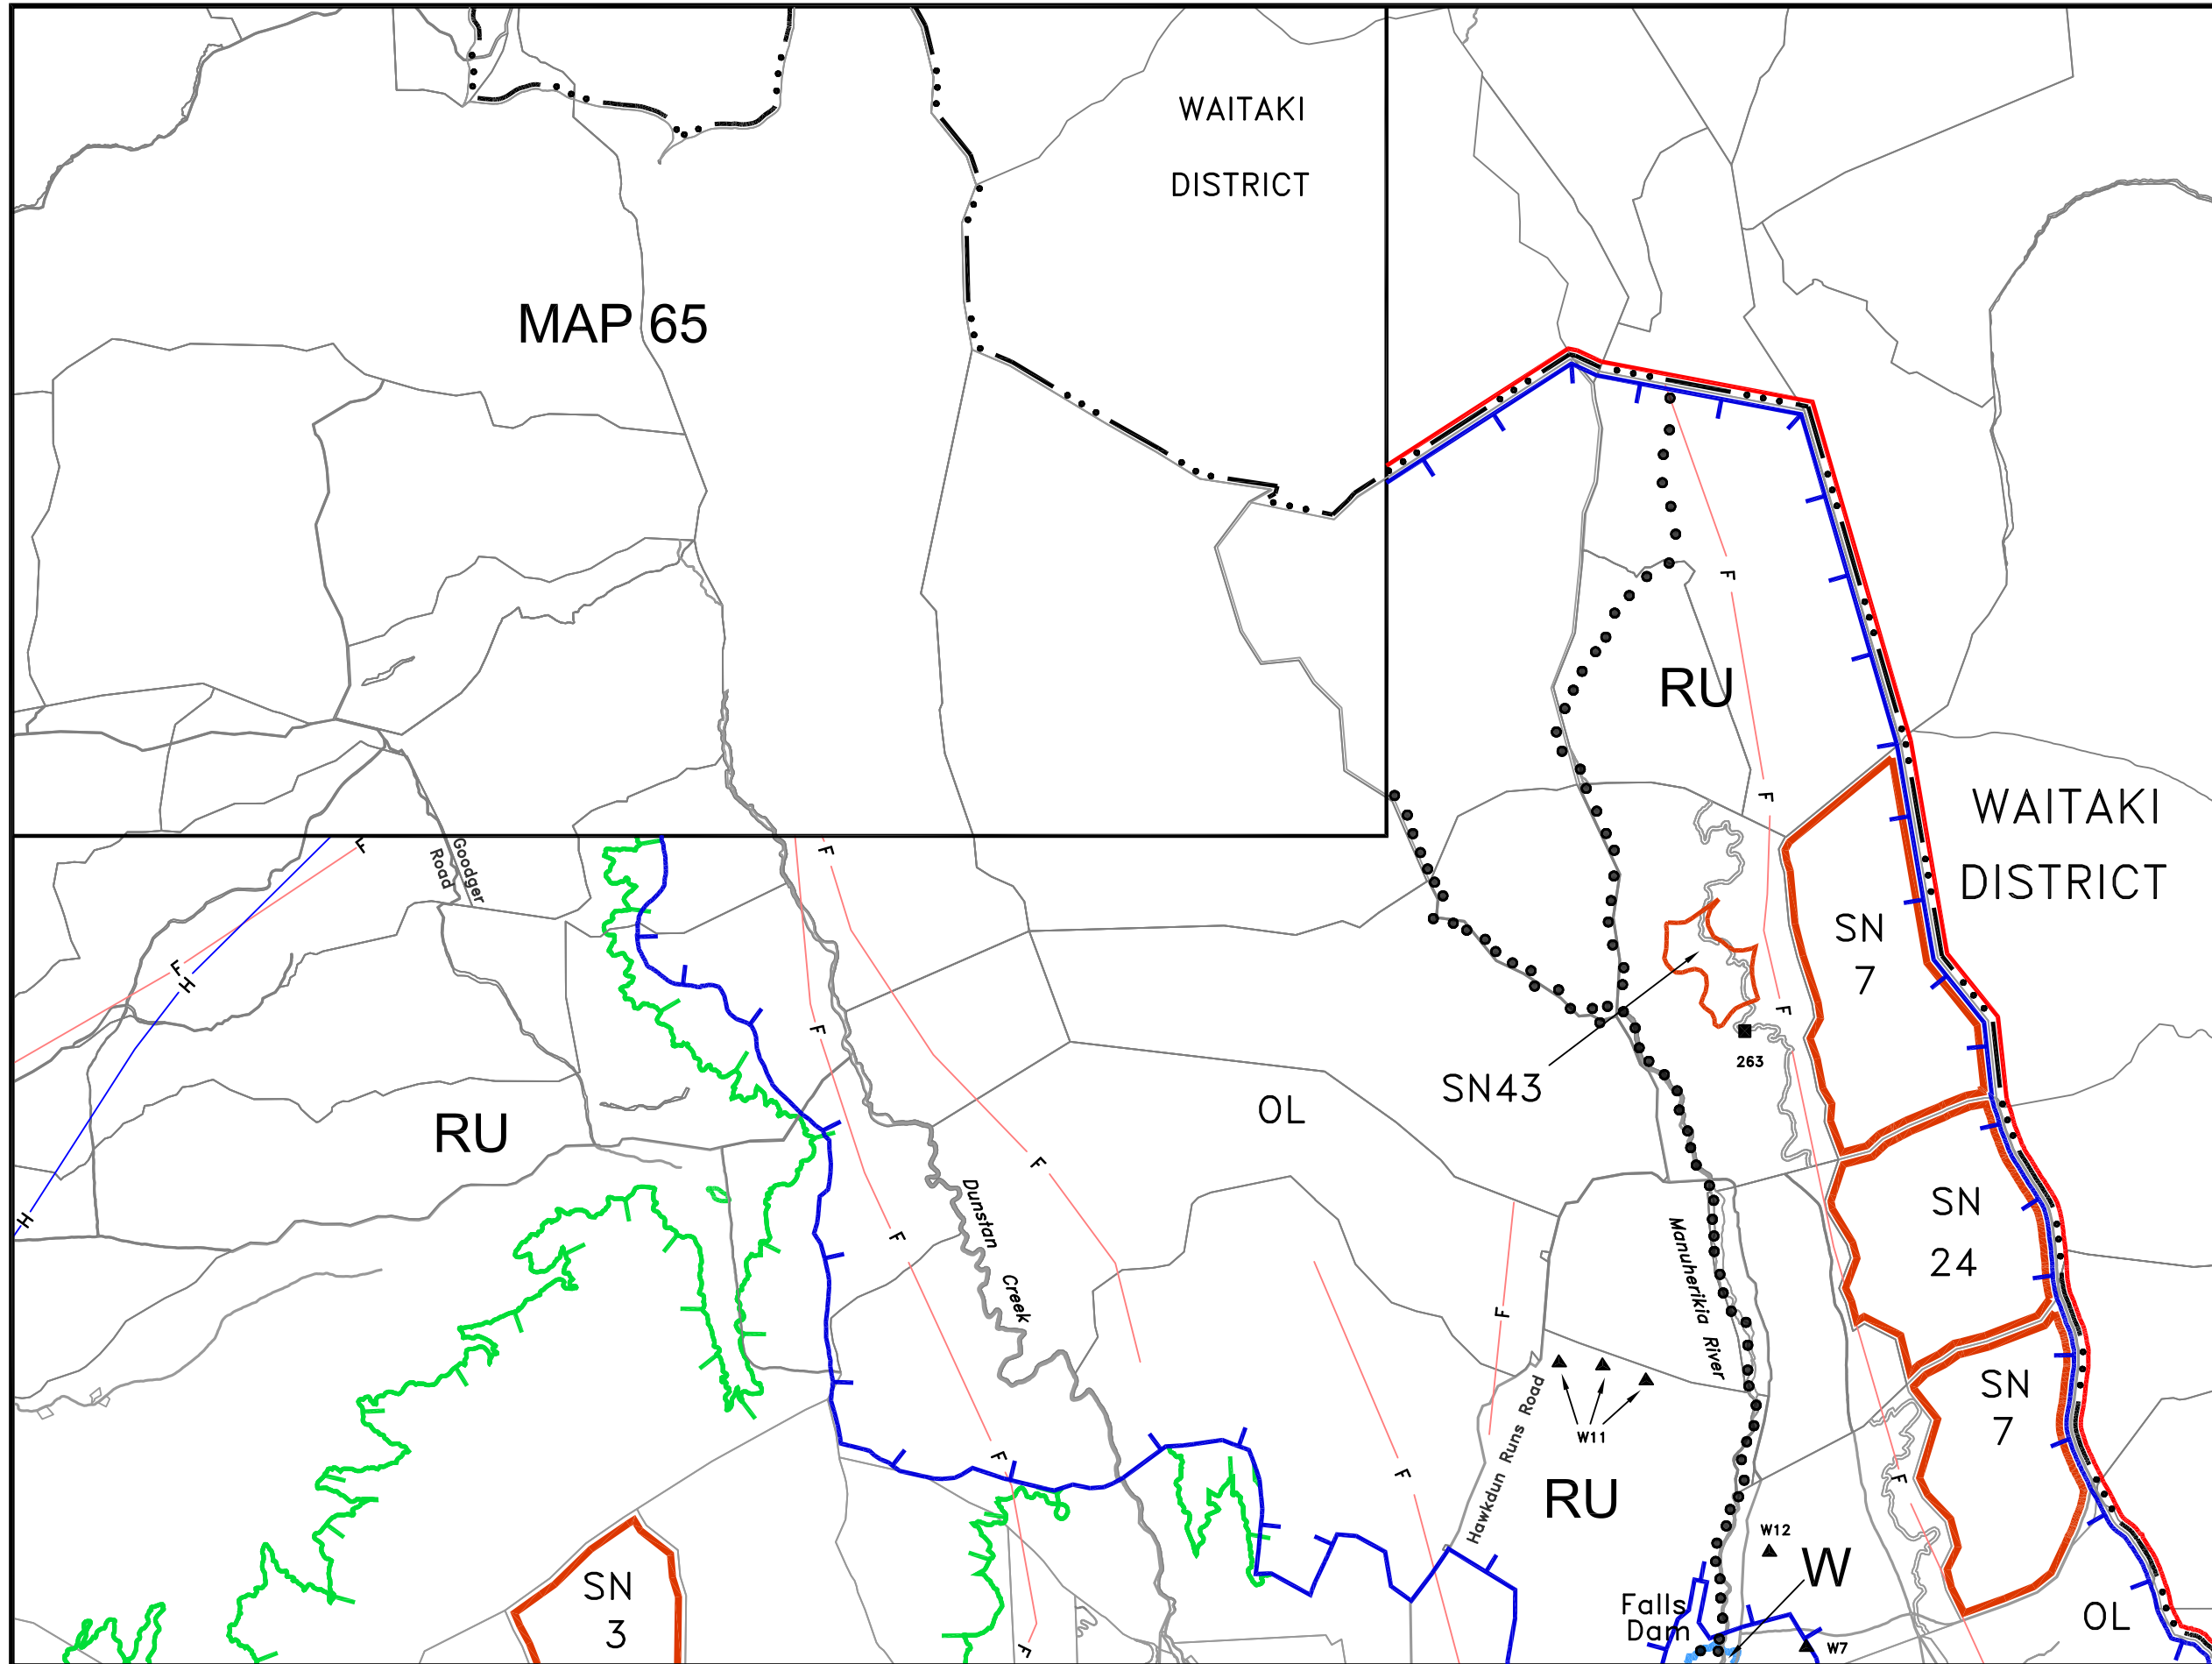 WAITAKI
DISTRICT
MAP 65
RU
WAITAKI
DISTRICT
Goodger
Road
F
F
F
F
F
H
SN
7
F
F
263
SN43
OL
RU
F
H
Dunstan
Creek
F
SN
24
Manuherikia River
F
W11
Hawkdun Runs Road
SN
7
F
F
F
RU
W12
W
SN
3
Falls
Dam
W7
OL
F